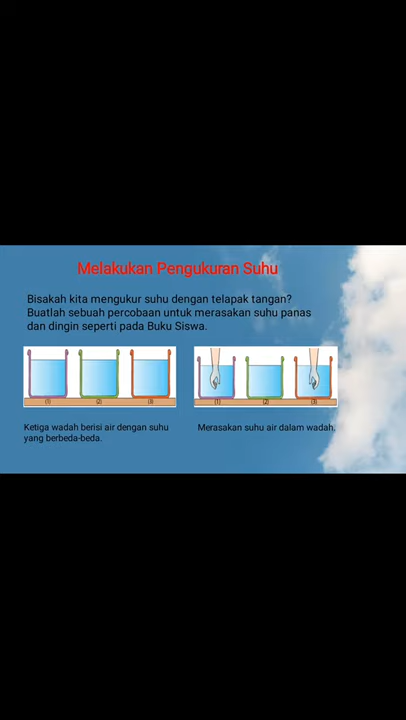 Melakukan Pengukuran Suhu
Bisakah kita mengukur suhu dengan telapak tangan?
Buatlah sebuah percobaan untuk merasakan suhu panas
dan dingin seperti pada Buku Siswa.
(1) (2) (3)
(1) (2) (3)
Ketiga wadah berisi air dengan suhu
yang berbeda-beda.
Merasakan suhu air dalam wadah.